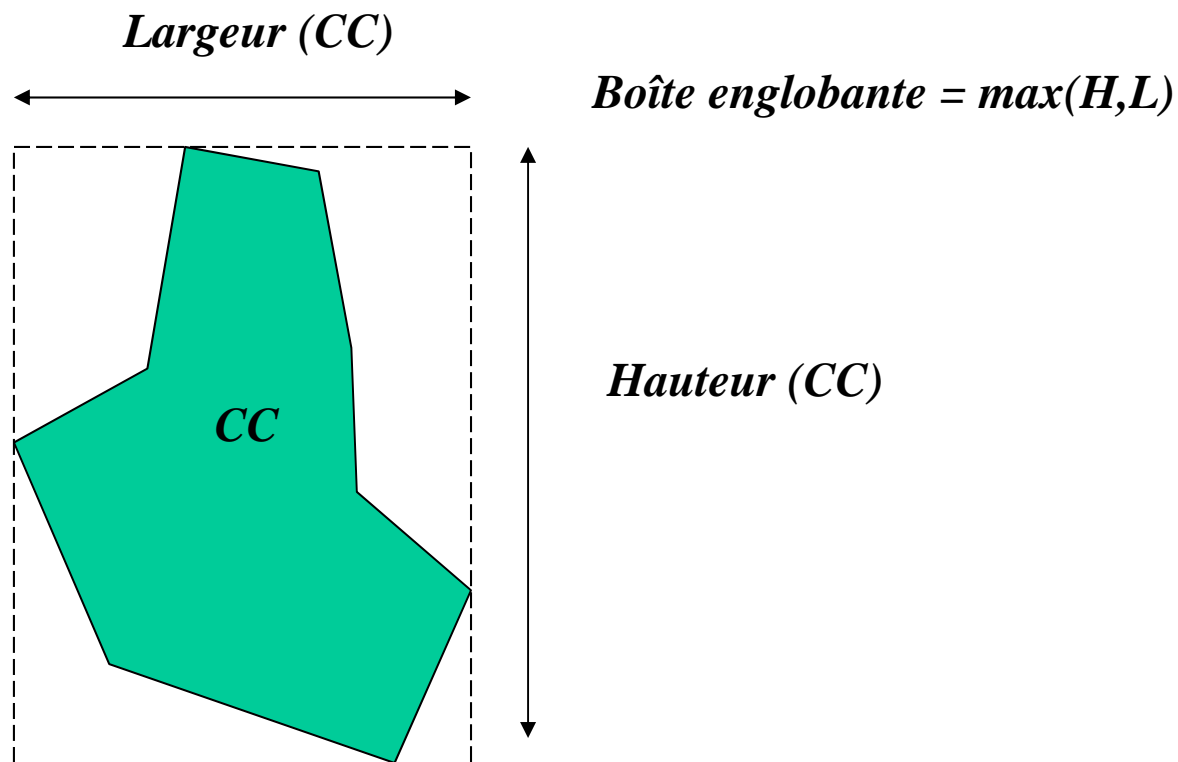 Largeur (CC)
Boîte englobante = max(H,L)
Hauteur (CC)
CC